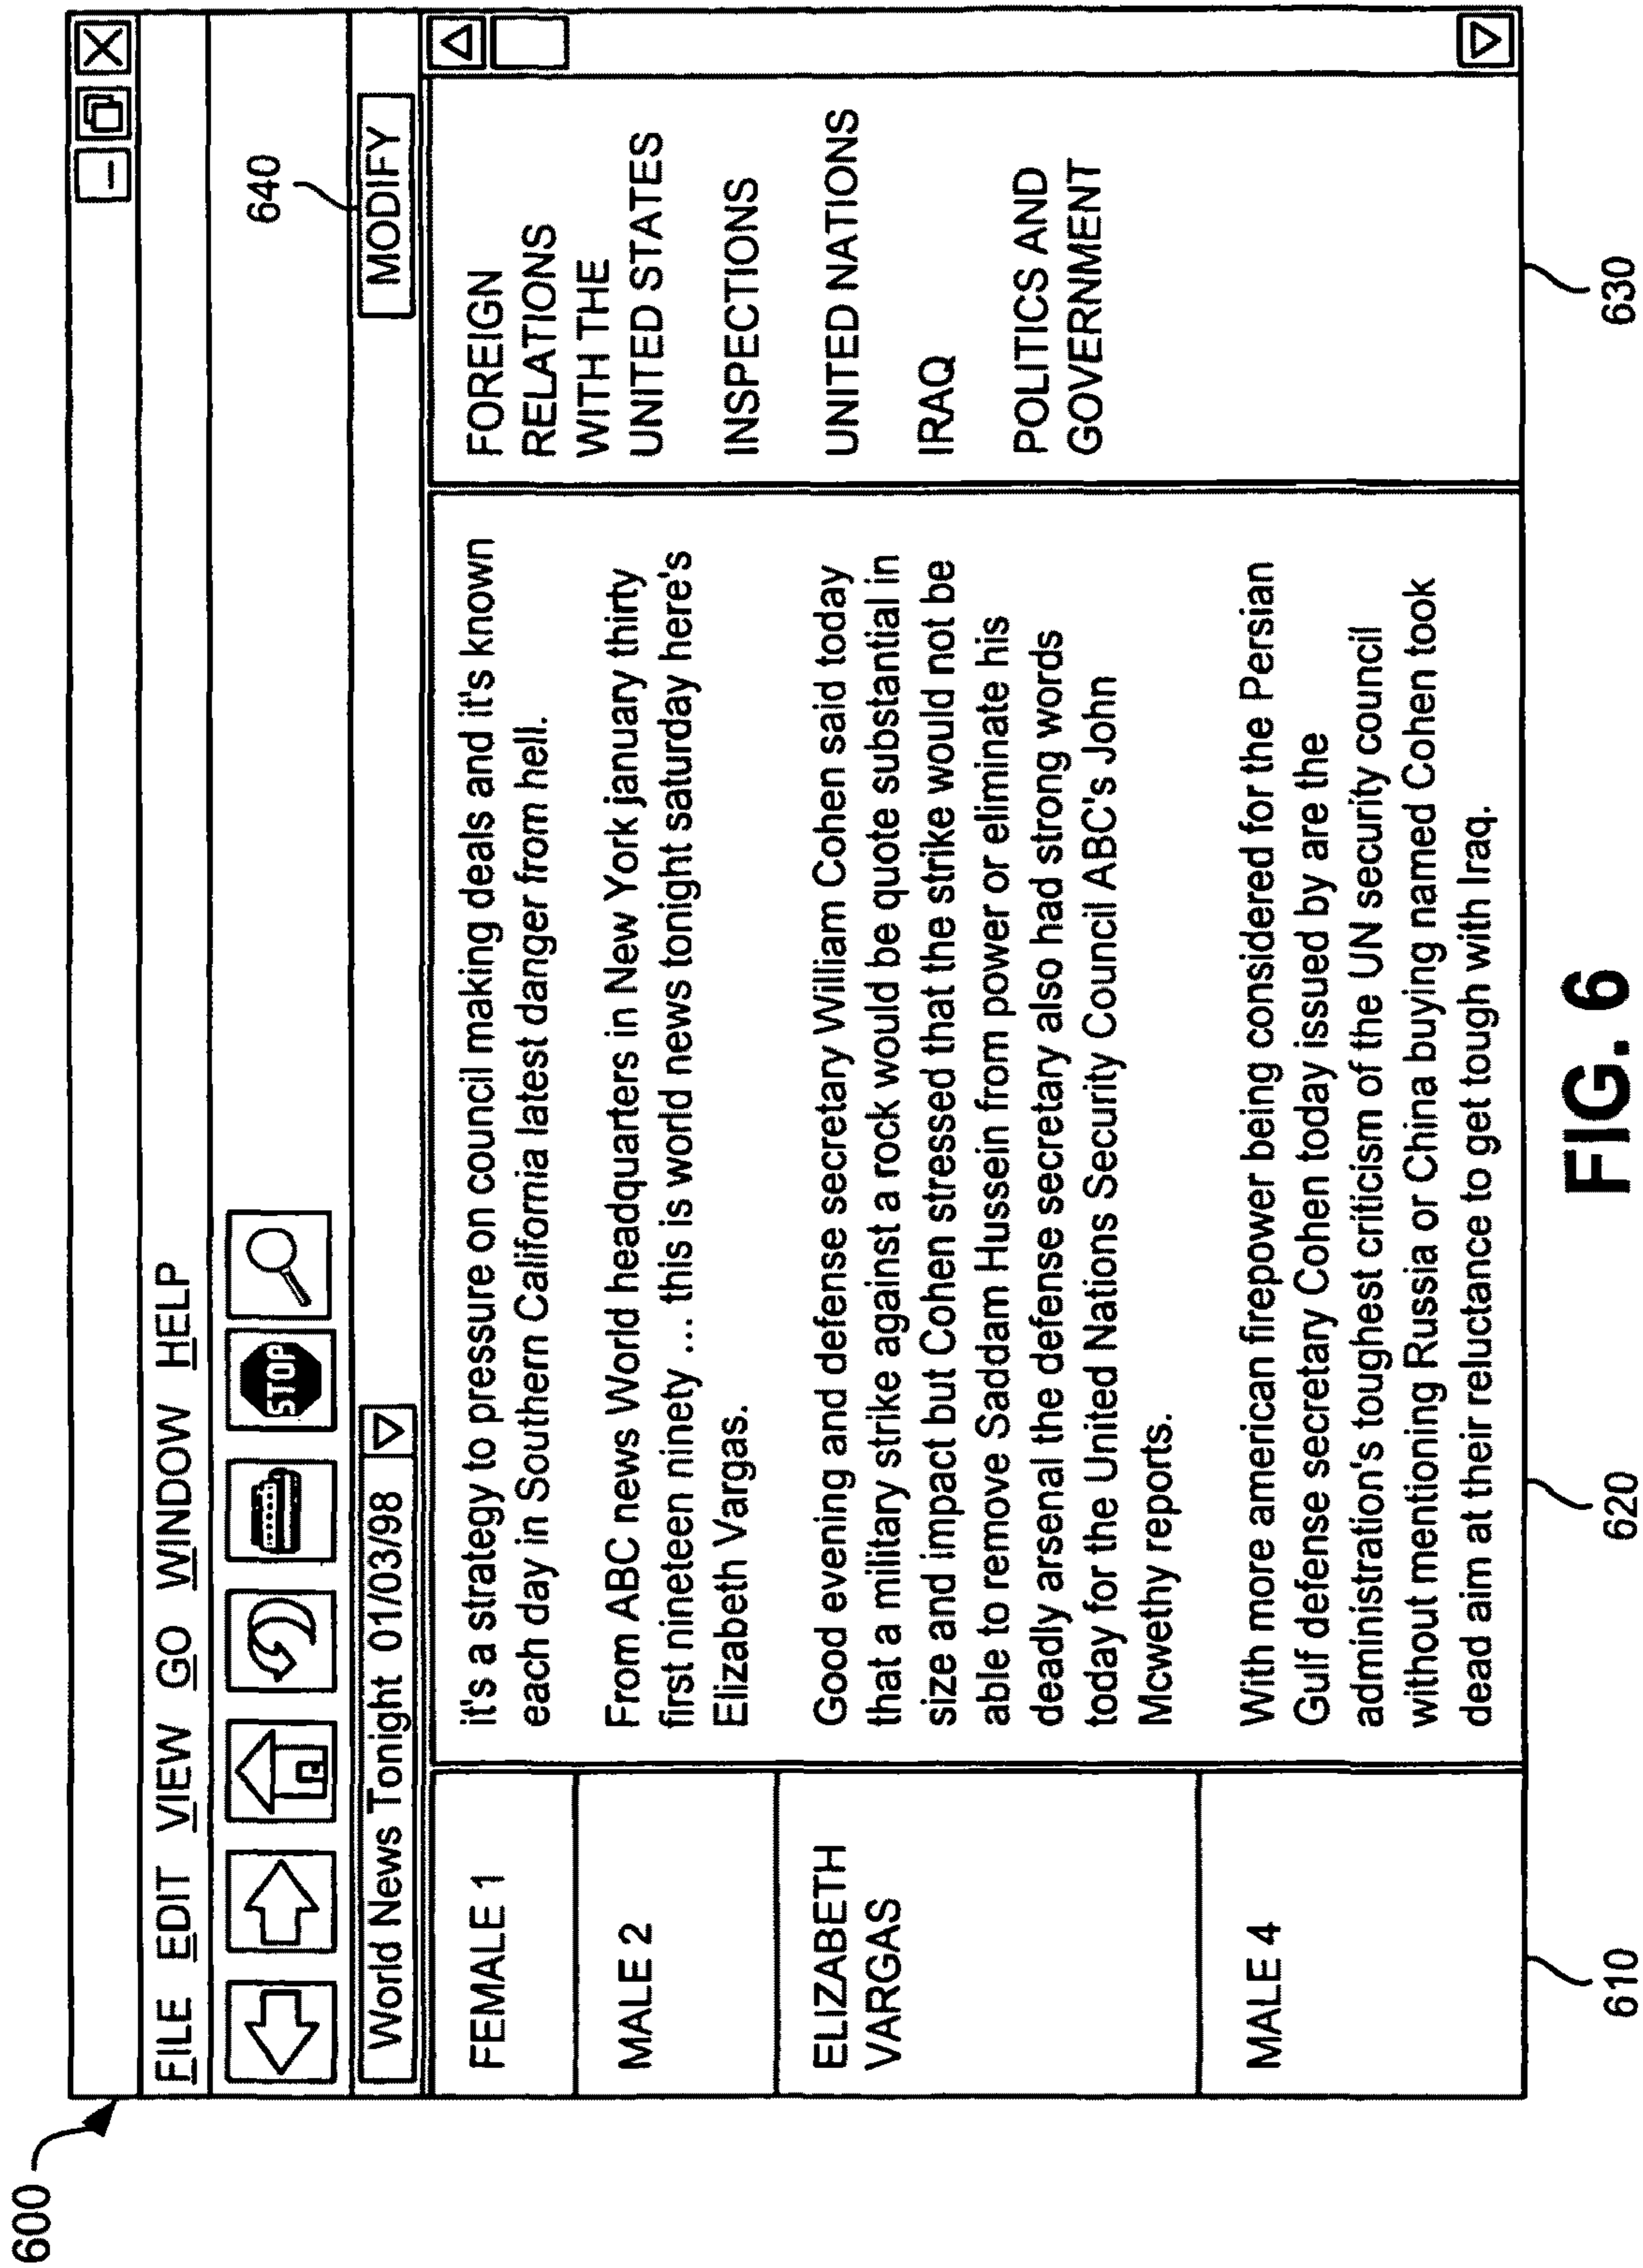 600
FILE EDIT VIEW GO WINDOW HELP
STOP
640
World News Tonight 01/03/98
MODIFY
FEMALE 1
it's a strategy to pressure on council making deals and it's known
each day in Southern California latest danger from hell.
MALE 2
From ABC news World headquarters in New York january thirty
first nineteen ninety ... this is world news tonight saturday here's
Elizabeth Vargas.
ELIZABETH
VARGAS
Good evening and defense secretary William Cohen said today
that a military strike against a rock would be quote substantial in
size and impact but Cohen stressed that the strike would not be
able to remove Saddam Hussein from power or eliminate his
deadly arsenal the defense secretary also had strong words
today for the United Nations Security Council ABC's John
Mcwethy reports.
MALE 4
With more american firepower being considered for the Persian
Gulf defense secretary Cohen today issued by are the
administration's toughest criticism of the UN security council
without mentioning Russia or China buying named Cohen took
dead aim at their reluctance to get tough with Iraq.
FOREIGN
RELATIONS
WITH THE
UNITED STATES
INSPECTIONS
UNITED NATIONS
IRAQ
POLITICS AND
GOVERNMENT
610
620
630
FIG. 6